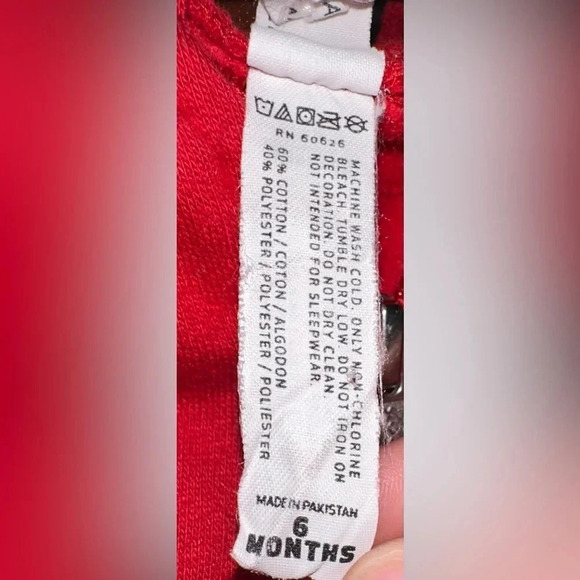 RN 60626
MACHINE WASH COLD. ONLY NON-CHLORINE
BLEACH. TUMBLE DRY LOW. DO NOT IRON ON
DECORATION. DO NOT DRY CLEAN.
NOT INTENDED FOR SLEEPWEAR.
60% COTTON / COTON / ALGODON
40% POLYESTER / POLYESTER / POLIESTER
MADE IN PAKISTAN
6
MONTHS